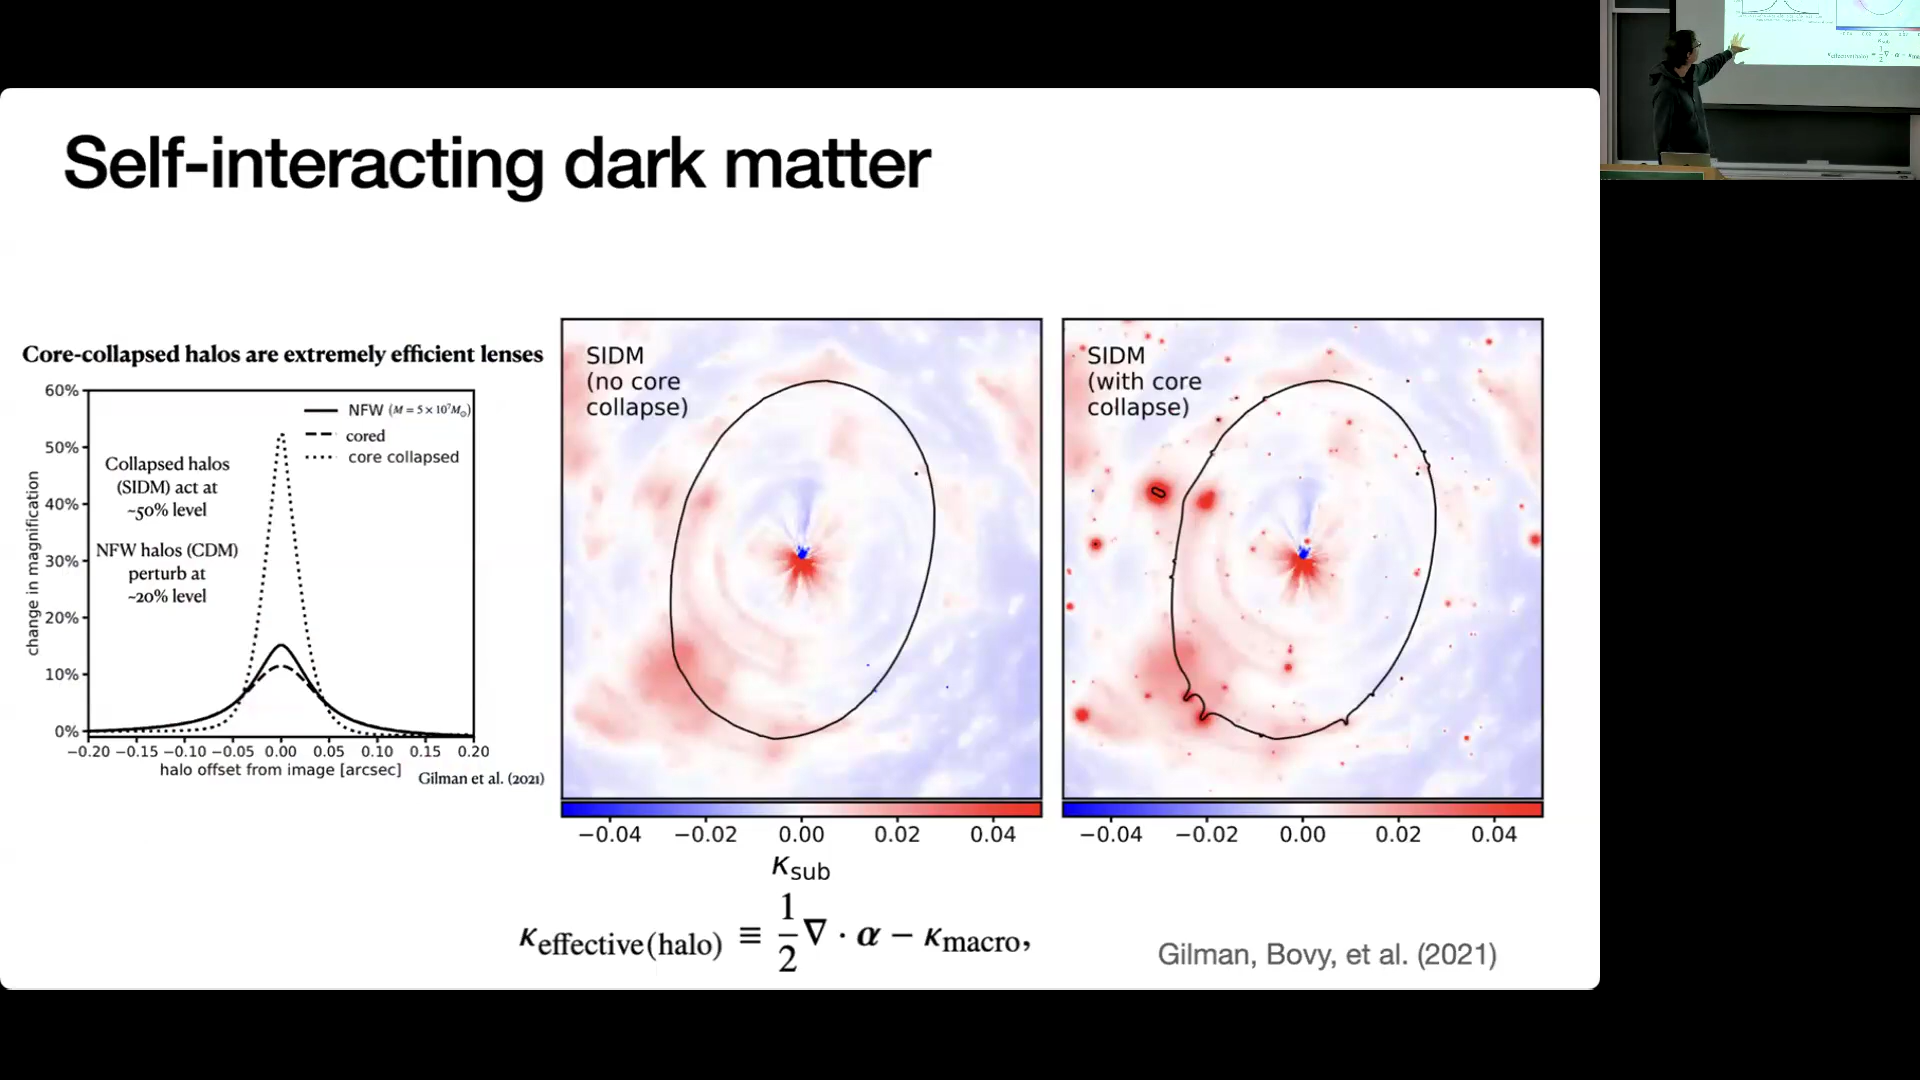 Self-interacting dark matter
Core-collapsed halos are extremely efficient lenses
60%
50%
40%
30%
20%
10%
0%
change in magnification
NFW (M = 5 × 10⁷M⊙)
cored
core collapsed
Collapsed halos
(SIDM) act at
~50% level
NFW halos (CDM)
perturb at
~20% level
−0.20 −0.15 −0.10 −0.05 0.00 0.05 0.10 0.15 0.20
halo offset from image [arcsec]
Gilman et al. (2021)
SIDM
(no core
collapse)
−0.04 −0.02 0.00 0.02 0.04
κsub
SIDM
(with core
collapse)
−0.04 −0.02 0.00 0.02 0.04
κeffective(halo) ≡ 1/2 ∇ · α − κmacro,
Gilman, Bovy, et al. (2021)